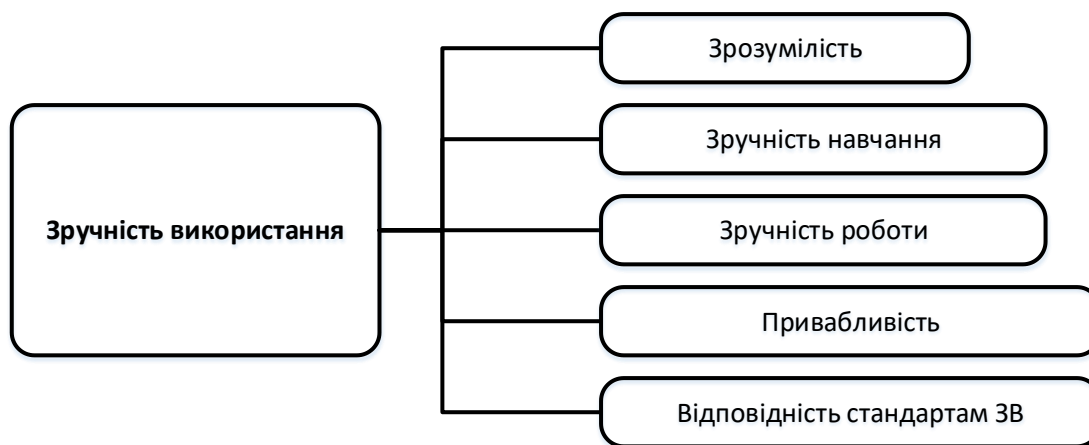 Зрозумілість
Зручність навчання
Зручність використання
Зручність роботи
Привабливість
Відповідність стандартам ЗВ